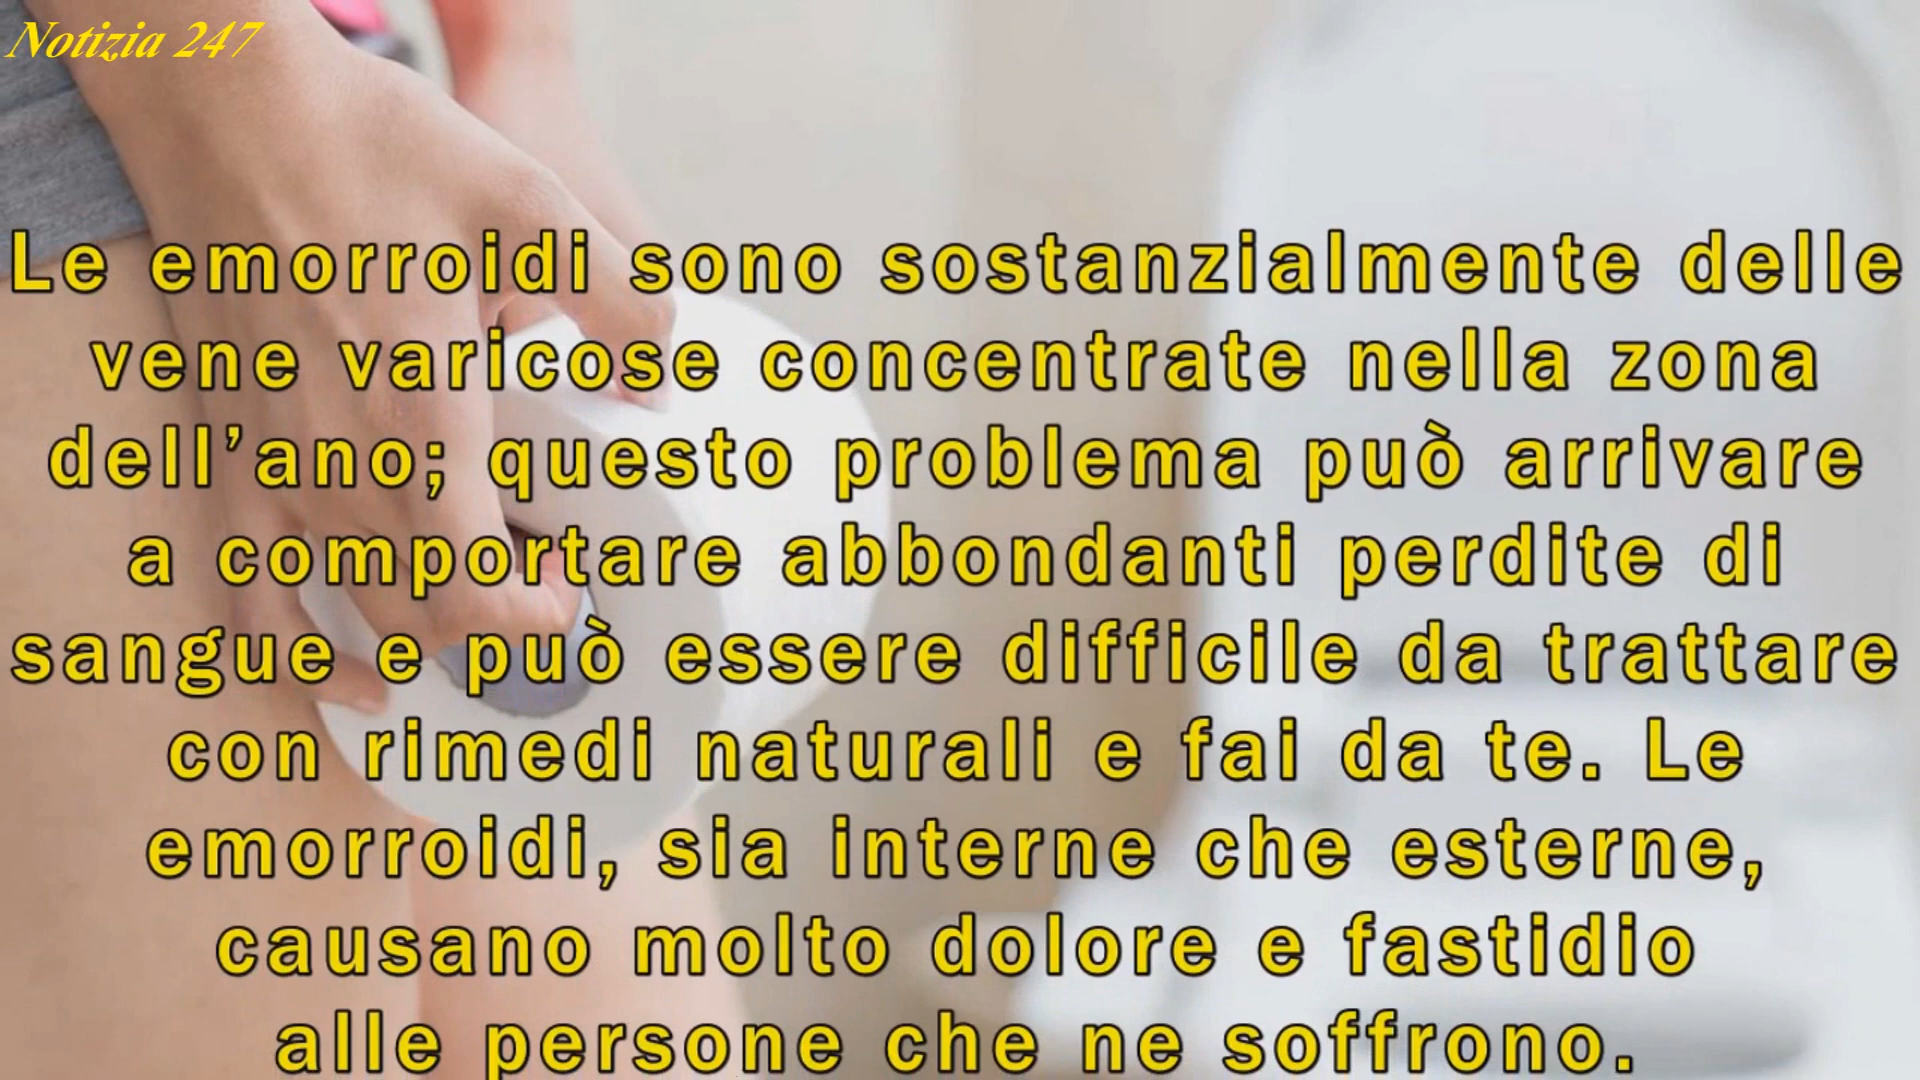 Notizia 247
Le emorroidi sono sostanzialmente delle
vene varicose concentrate nella zona
dell’ano; questo problema può arrivare
a comportare abbondanti perdite di
sangue e può essere difficile da trattare
con rimedi naturali e fai da te. Le
emorroidi, sia interne che esterne,
causano molto dolore e fastidio
alle persone che ne soffrono.